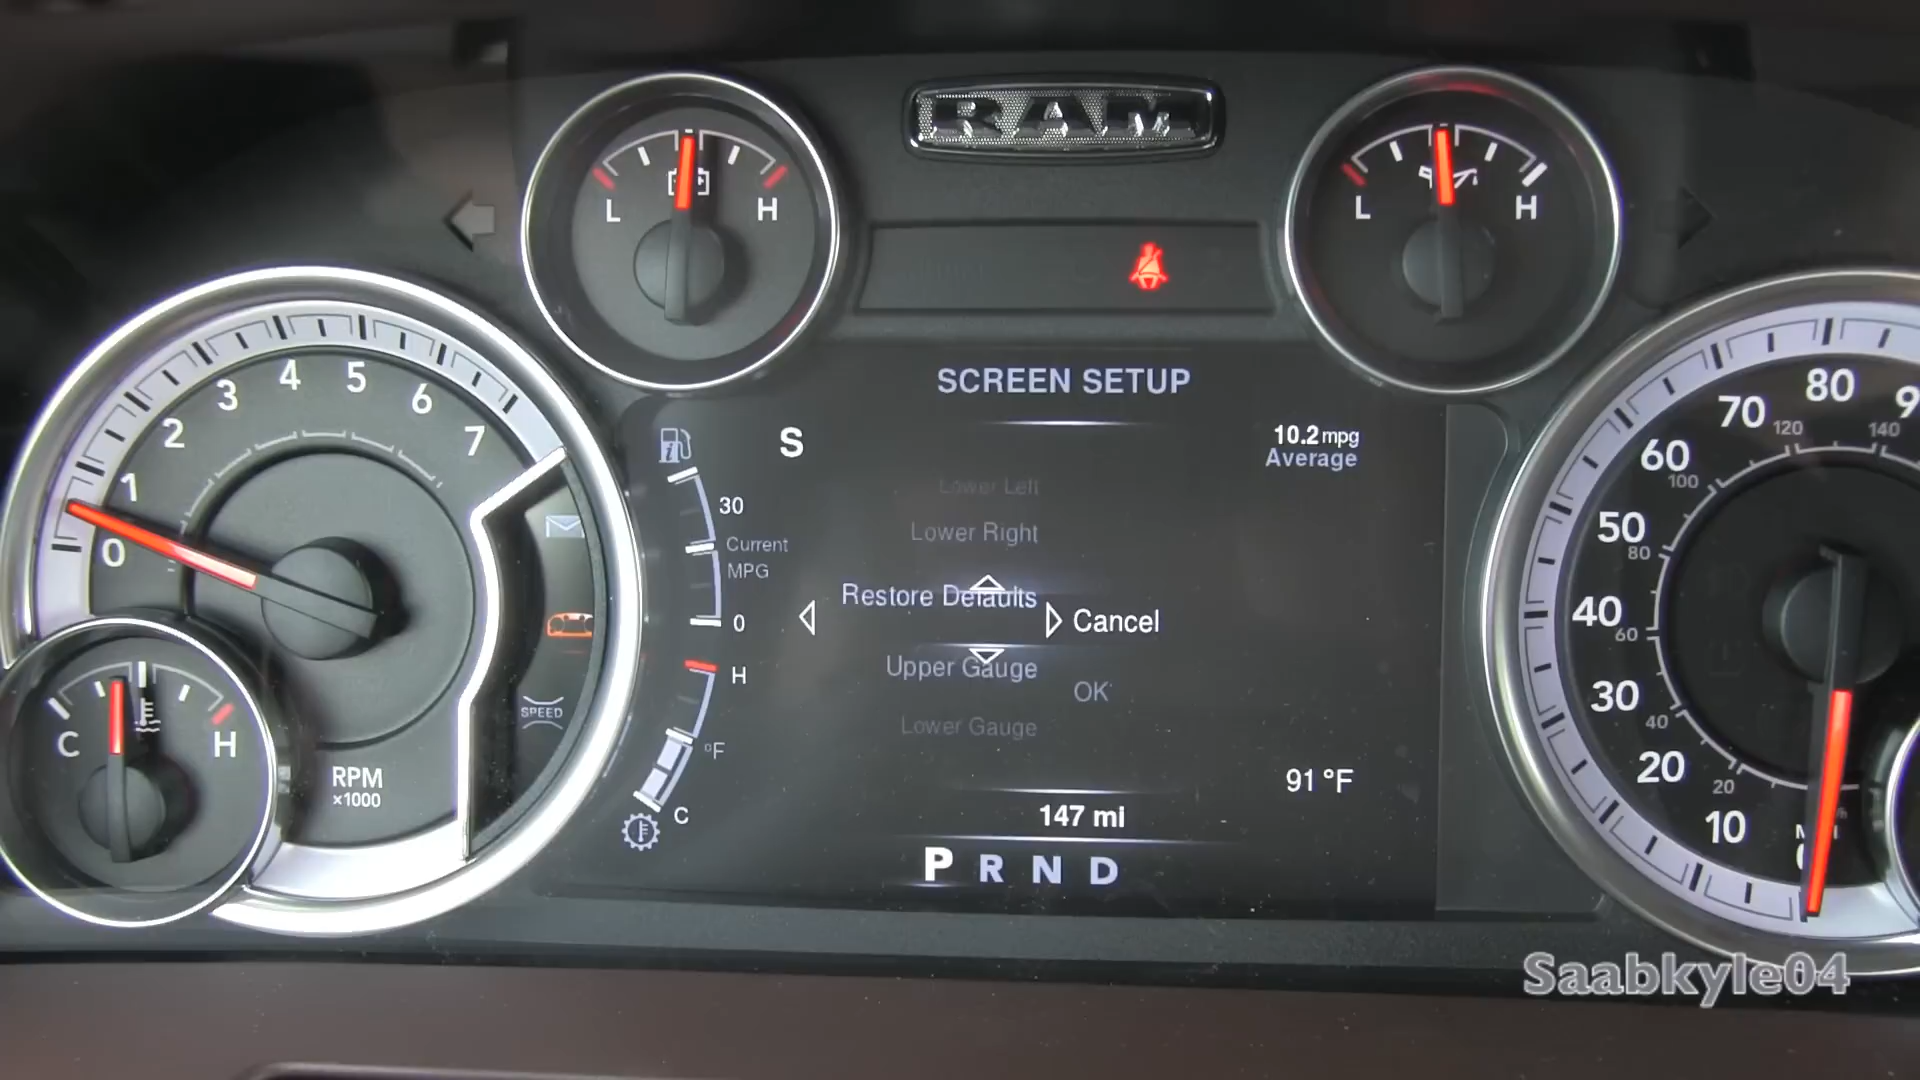 RAM
L H
L H
SCREEN SETUP
S
10.2 mpg
Average
30
Current
MPG
0
Lower Left
Lower Right
Restore Defaults
Cancel
Upper Gauge
OK
Lower Gauge
H
°F
C
91 °F
147 mi
P R N D
0 1 2 3 4 5 6 7
RPM
x1000
SPEED
C H
10 20 30 40 50 60 70 80
20 40 60 80 100 120 140
Saabkyle04